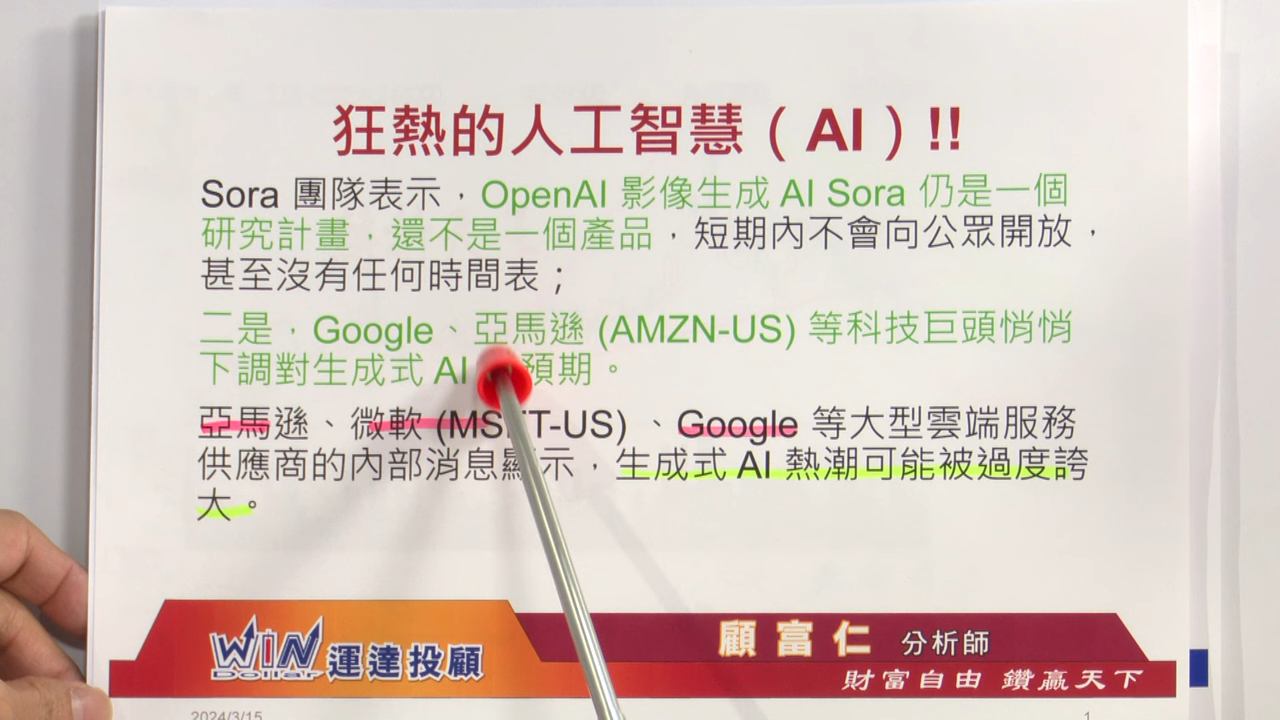 狂熱的人工智慧（AI）!!
Sora 團隊表示，OpenAI 影像生成 AI Sora 仍是一個
研究計畫，還不是一個產品，短期內不會向公眾開放，
甚至沒有任何時間表；
二是，Google、亞馬遜 (AMZN-US) 等科技巨頭悄悄
下調對生成式 AI 預期。
亞馬遜、微軟 (MSFT-US) 、Google 等大型雲端服務
供應商的內部消息顯示，生成式 AI 熱潮可能被過度誇
大。
WIN Dollar 運達投顧
顧富仁 分析師
財富自由 鑽贏天下
2024/3/15
1